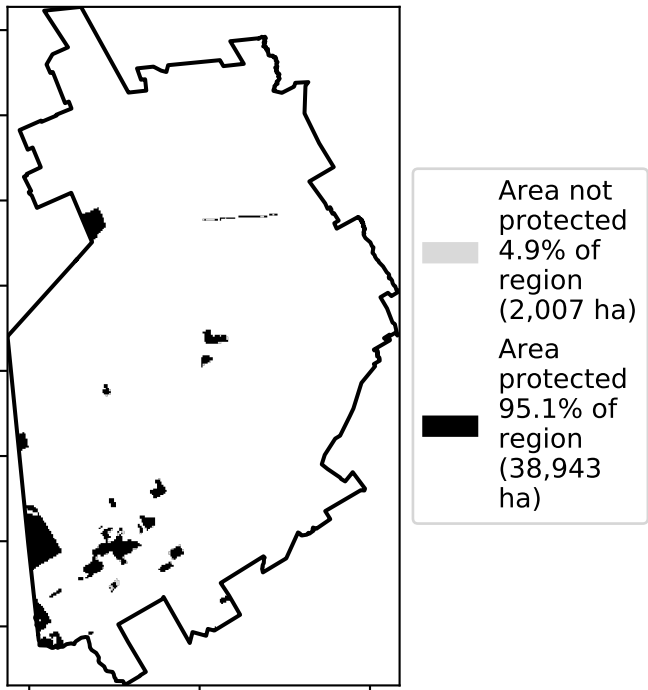 Area not
protected
4.9% of
region
(2,007 ha)
Area
protected
95.1% of
region
(38,943
ha)